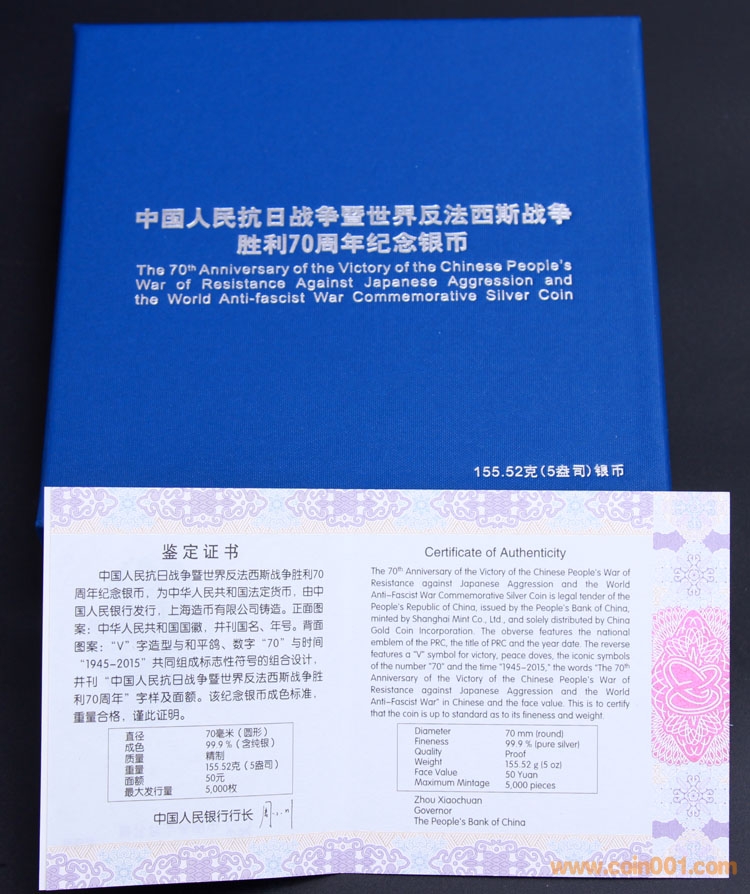 中国人民抗日战争暨世界反法西斯战争
胜利70周年纪念银币
The 70th Anniversary of the Victory of the Chinese People's
War of Resistance Against Japanese Aggression and
the World Anti-fascist War Commemorative Silver Coin
155.52克(5盎司)银币
鉴定证书
中国人民抗日战争暨世界反法西斯战争胜利70
周年纪念银币，为中华人民共和国法定货币，由中
国人民银行发行，上海造币有限公司铸造。正面图
案：中华人民共和国国徽，并刊国名、年号。背面
图案：“V”字造型与和平鸽、数字“70”与时间
“1945-2015”共同组成标志性符号的组合设计，
并刊“中国人民抗日战争暨世界反法西斯战争胜
利70周年”字样及面额。该纪念银币成色标准，
重量合格，谨此证明。
直径 70毫米（圆形）
成色 99.9％（含纯银）
质量 精制
重量 155.52克（5盎司）
面额 50元
最大发行量 5,000枚
中国人民银行行长
Certificate of Authenticity
The 70th Anniversary of the Victory of the Chinese People's War of
Resistance against Japanese Aggression and the World
Anti-Fascist War Commemorative Silver Coin is legal tender of the
People's Republic of China, issued by the People's Bank of China,
minted by Shanghai Mint Co., Ltd., and solely distributed by China
Gold Coin Incorporation. The obverse features the national
emblem of the PRC, the title of PRC and the year date. The reverse
features a "V" symbol for victory, peace doves, the iconic symbols
of the number "70" and the time "1945-2015," the words "The 70th
Anniversary of the Victory of the Chinese People's War of
Resistance against Japanese Aggression and the World
Anti-Fascist War" in Chinese and the face value. This is to certify
that the coin is up to standard as to its fineness and weight.
Diameter 70 mm (round)
Fineness 99.9 % (pure silver)
Quality Proof
Weight 155.52 g (5 oz)
Face Value 50 Yuan
Maximum Mintage 5,000 pieces
Zhou Xiaochuan
Governor
The People's Bank of China
www.coin001.com